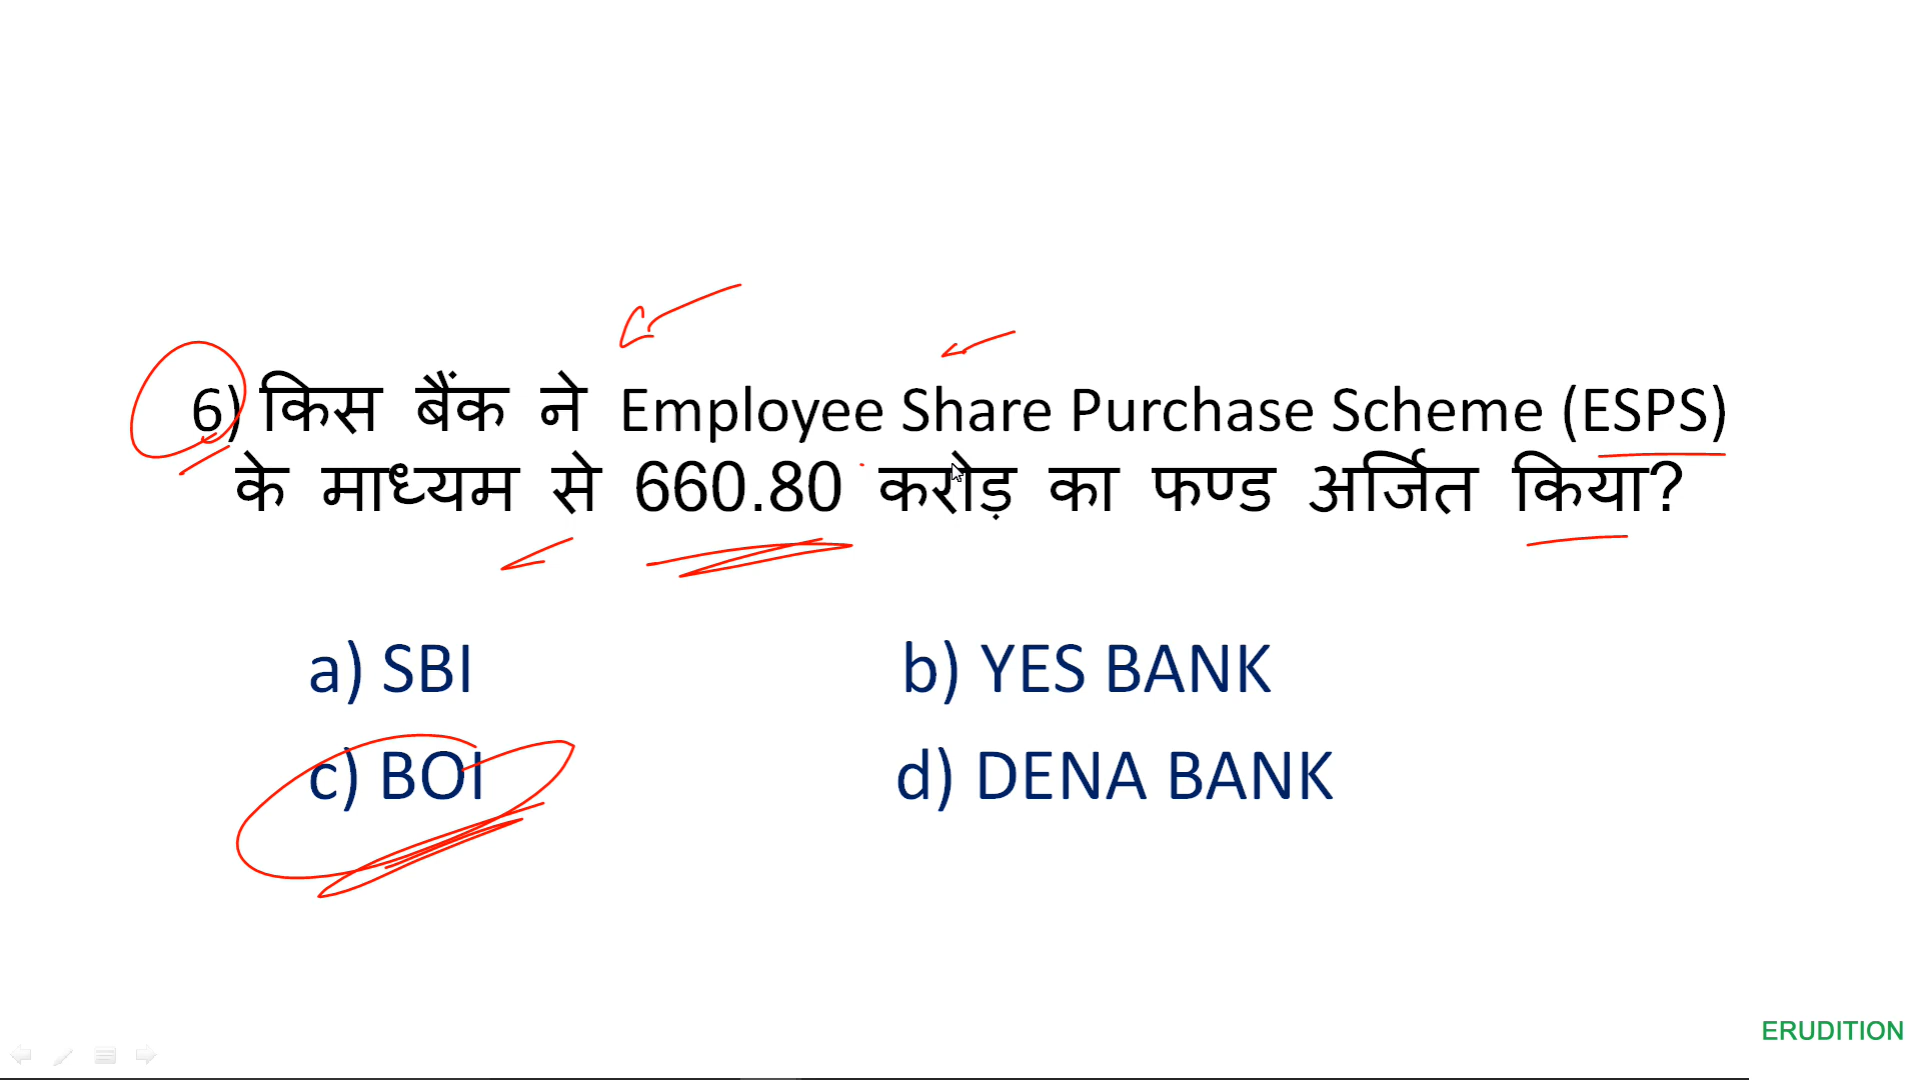 6) किस बैंक ने Employee Share Purchase Scheme (ESPS)
के माध्यम से 660.80 करोड़ का फण्ड अर्जित किया?
a) SBI
b) YES BANK
c) BOI
d) DENA BANK
ERUDITION